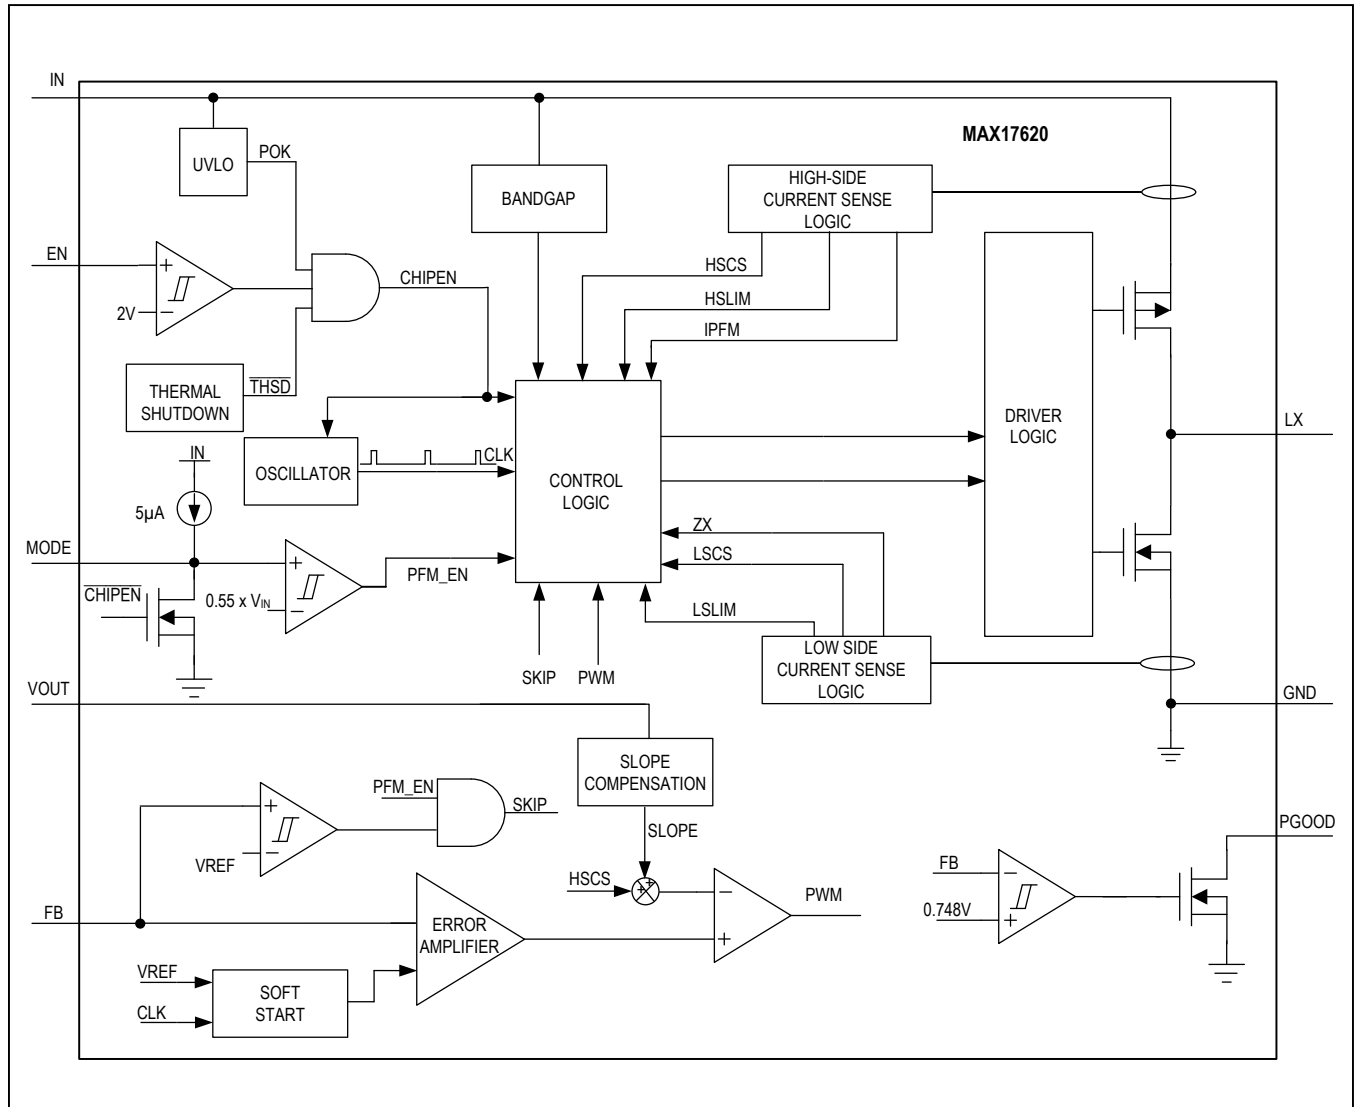 IN
MAX17620
UVLO
POK
BANDGAP
HIGH-SIDE
CURRENT SENSE
LOGIC
EN
+
2V
−
CHIPEN
HSCS
HSLIM
IPFM
THERMAL
SHUTDOWN
THSD
DRIVER
LOGIC
LX
IN
OSCILLATOR
CLK
CONTROL
LOGIC
5µA
MODE
+
0.55 x VIN
−
PFM_EN
CHIPEN
ZX
LSCS
LSLIM
SKIP
PWM
LOW SIDE
CURRENT SENSE
LOGIC
VOUT
GND
SLOPE
COMPENSATION
SLOPE
+
VREF
−
PFM_EN
SKIP
HSCS
+
+
−
+
PWM
PGOOD
FB
−
0.748V
+
FB
ERROR
AMPLIFIER
VREF
CLK
SOFT
START